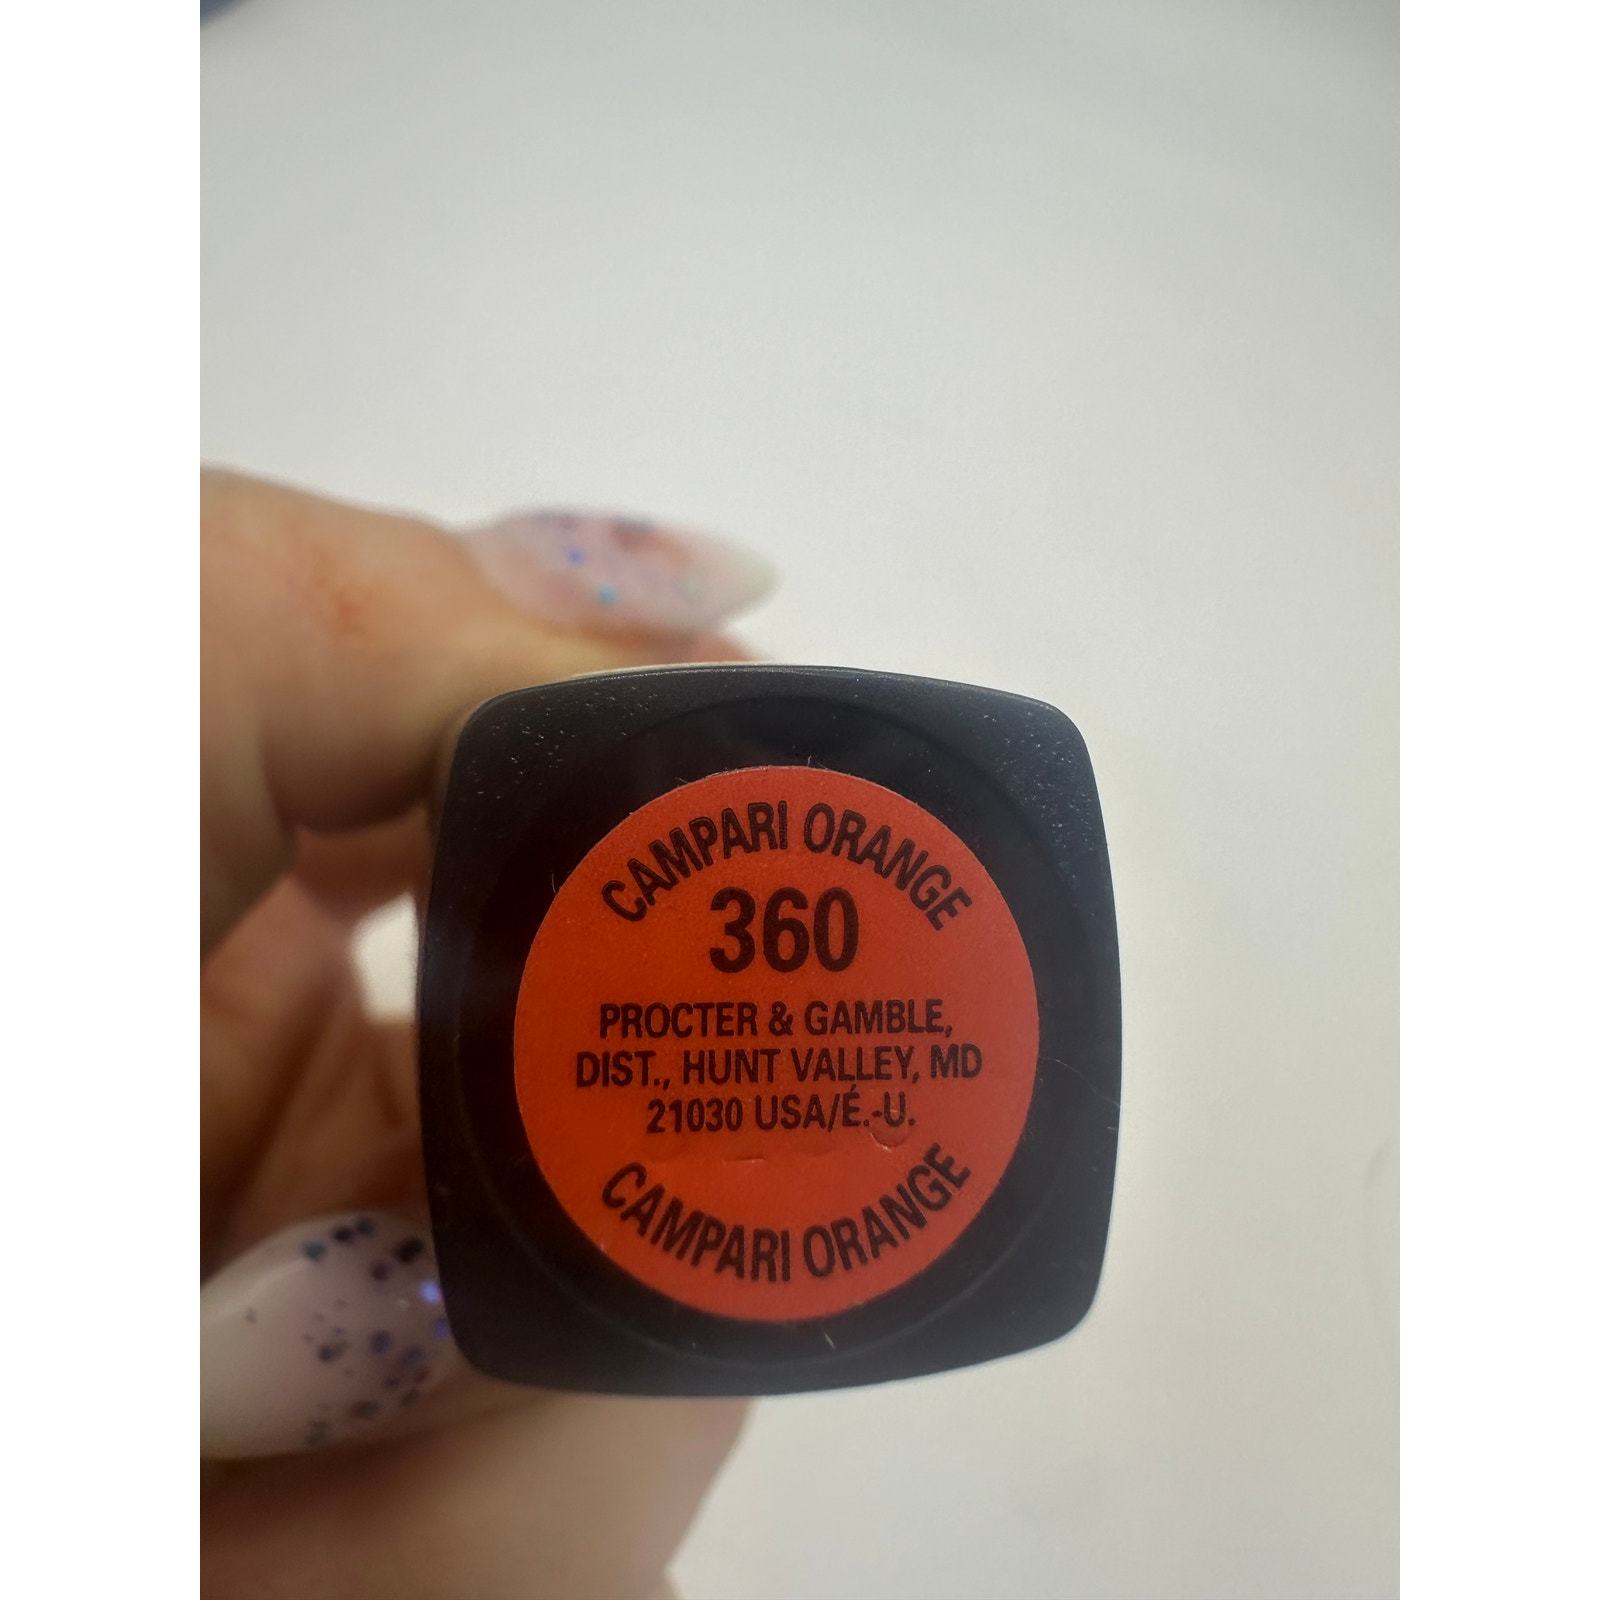 CAMPARI ORANGE
360
PROCTER & GAMBLE,
DIST., HUNT VALLEY, MD
21030 USA/É.-U.
CAMPARI ORANGE